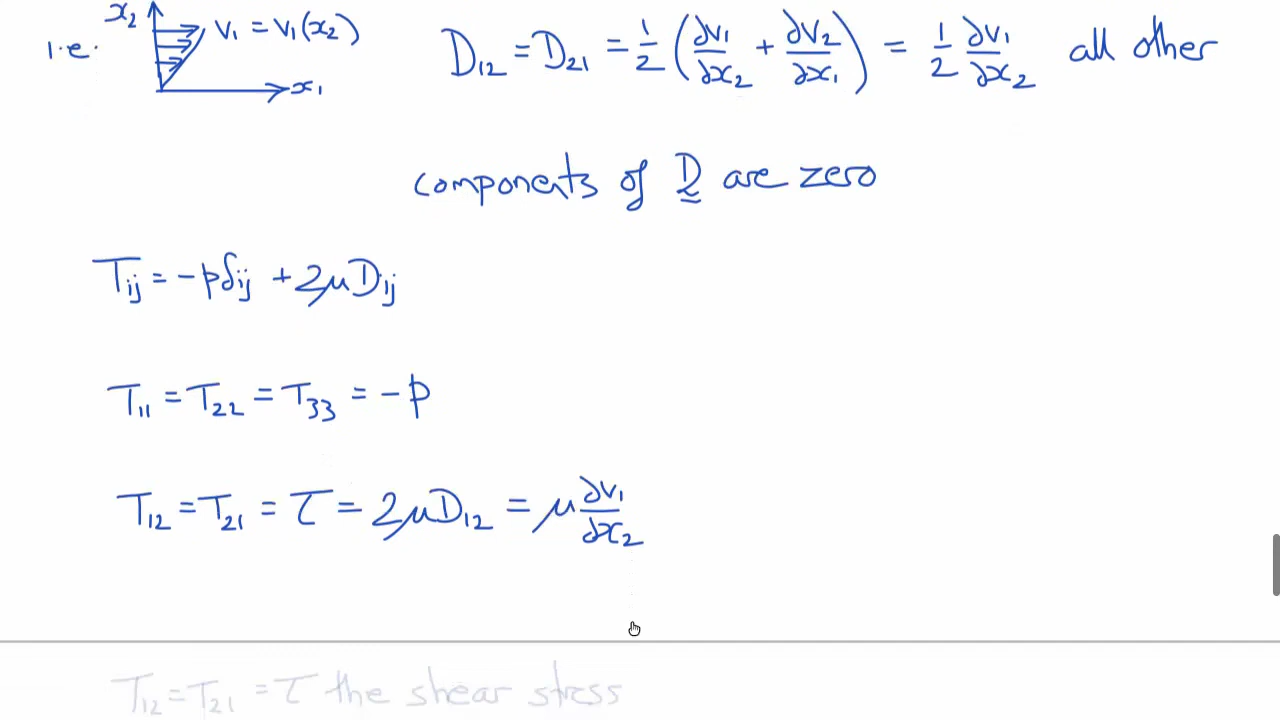 i.e. x₂ v₁ = v₁(x₂) x₁ D₁₂ = D₂₁ = 1/2 (∂v₁/∂x₂ + ∂v₂/∂x₁) = 1/2 ∂v₁/∂x₂ all other
components of D are zero
Tᵢⱼ = -pδᵢⱼ + 2μDᵢⱼ
T₁₁ = T₂₂ = T₃₃ = -p
T₁₂ = T₂₁ = τ = 2μD₁₂ = μ ∂v₁/∂x₂
T₁₂ = T₂₁ = τ the shear stress